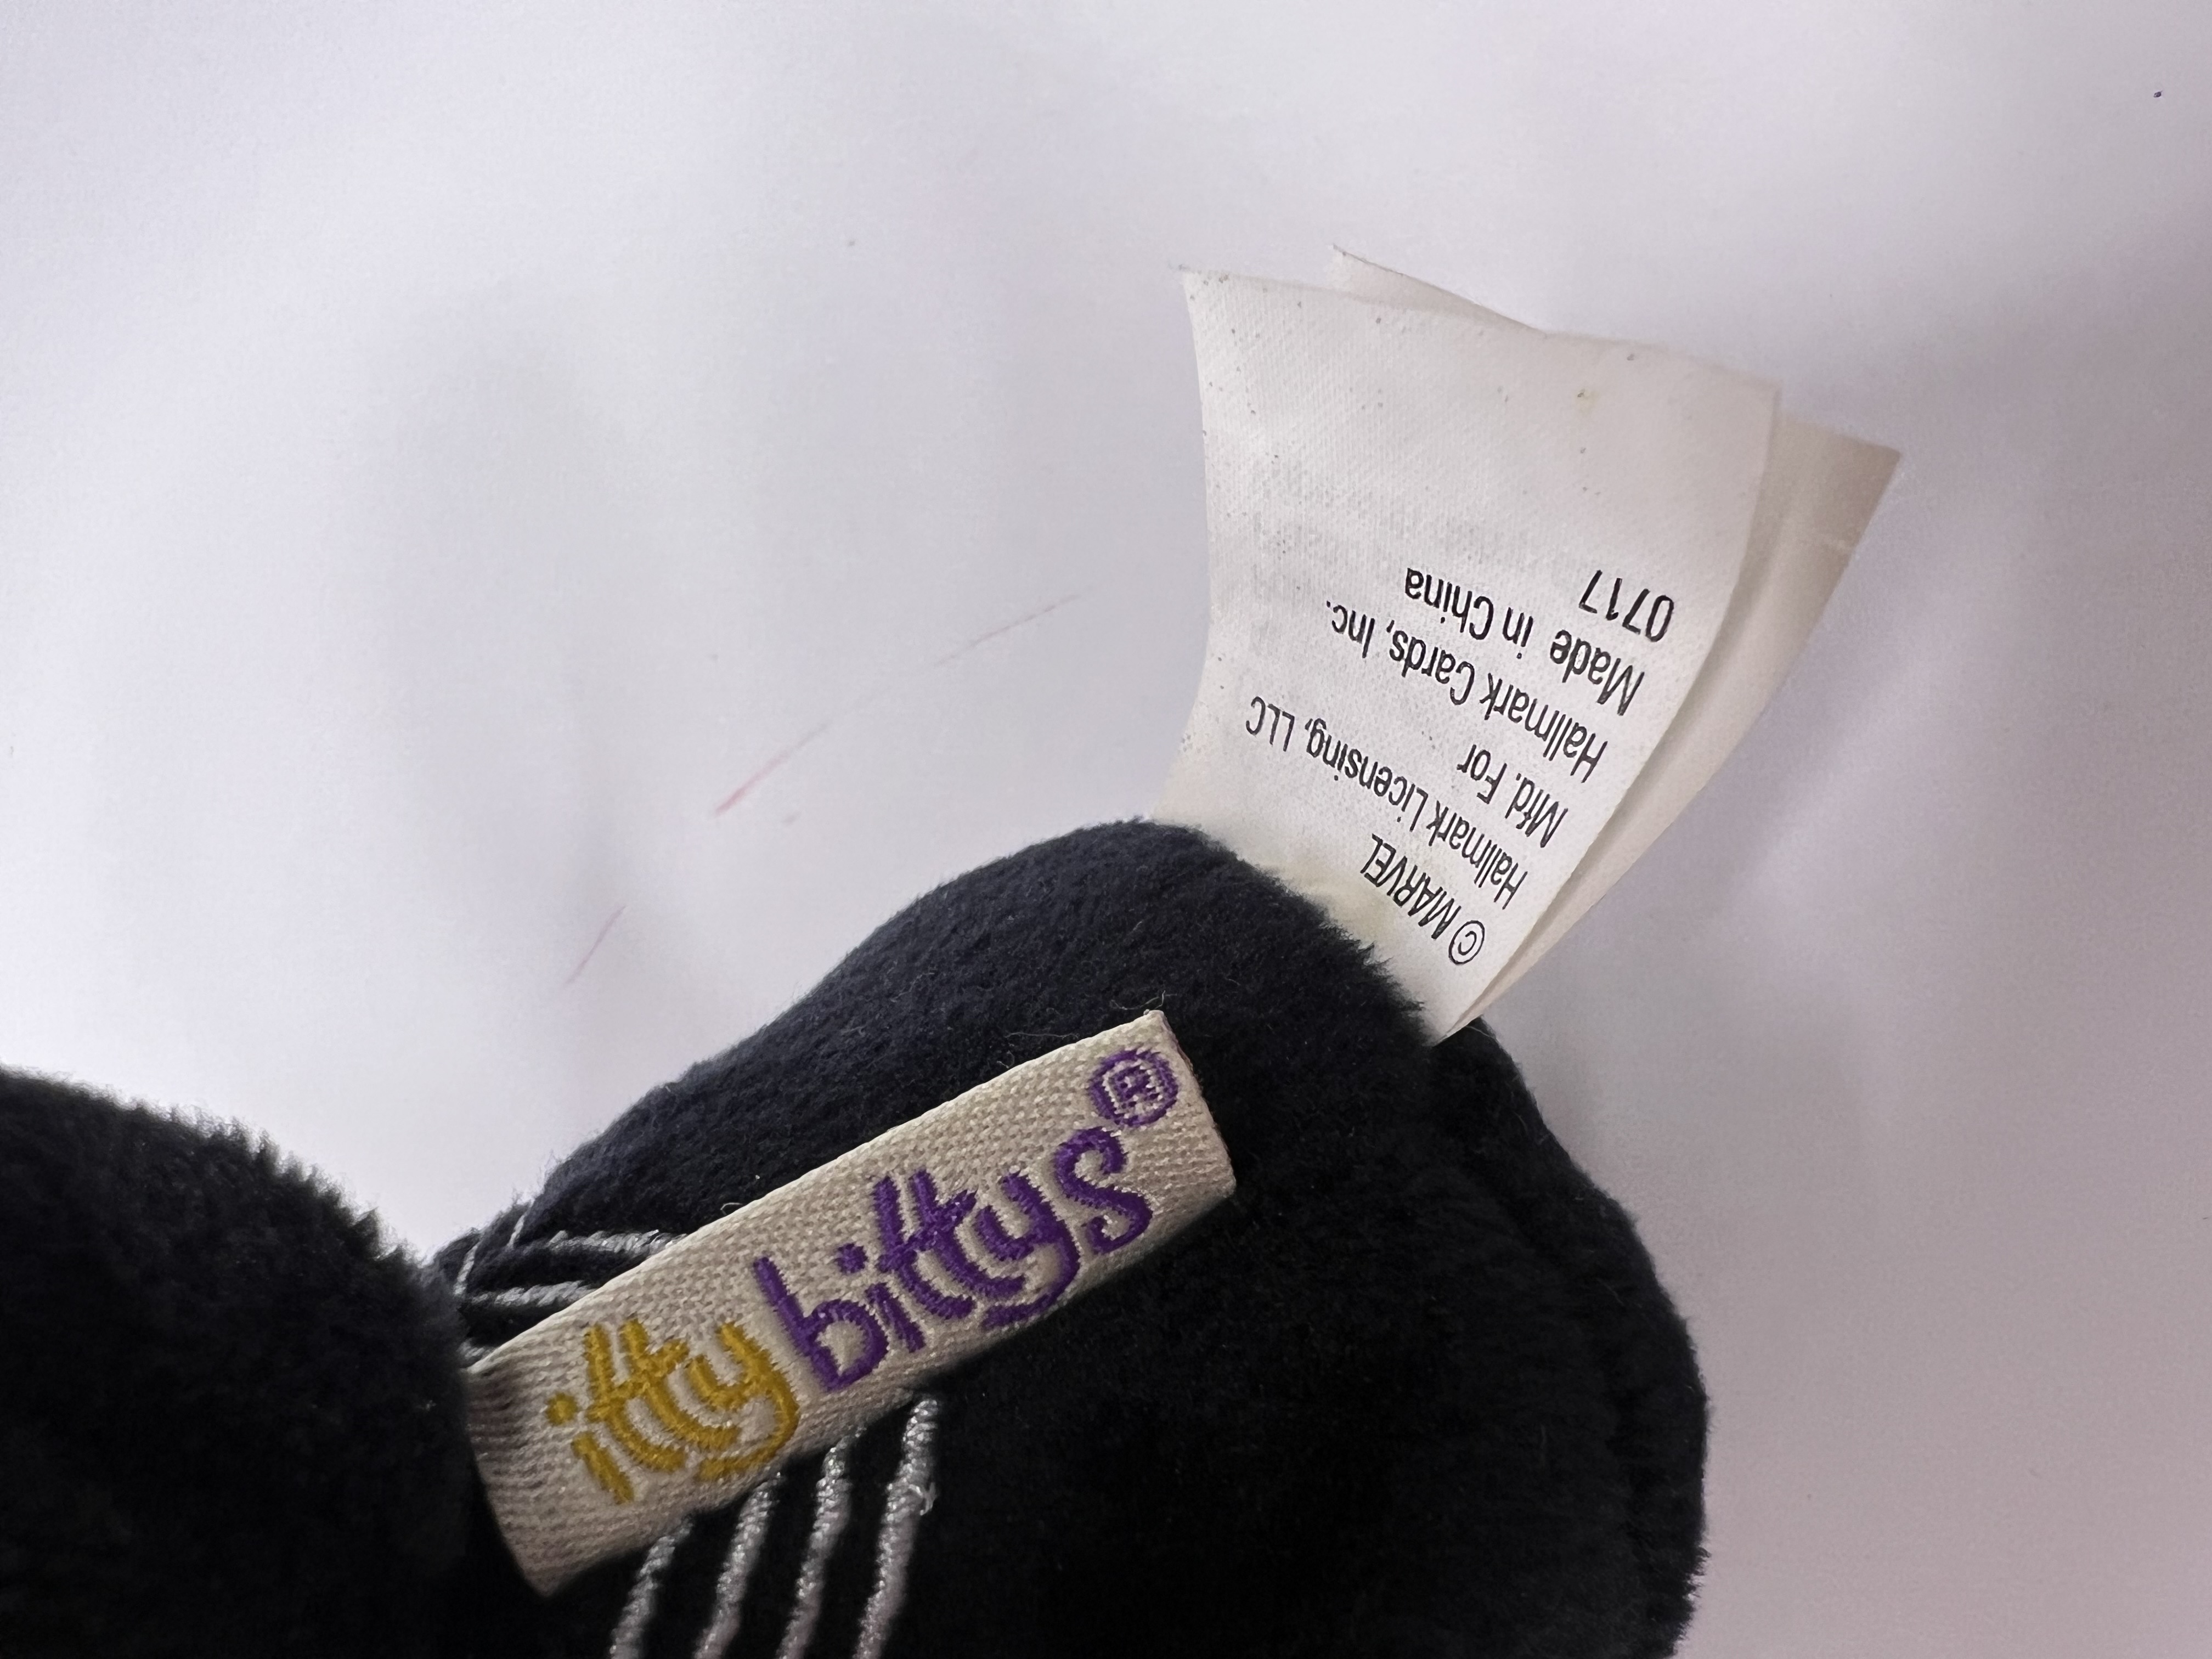 © MARVEL
Hallmark Licensing, LLC
Mfd. For
Hallmark Cards, Inc.
Made in China
0717
itty bittys®